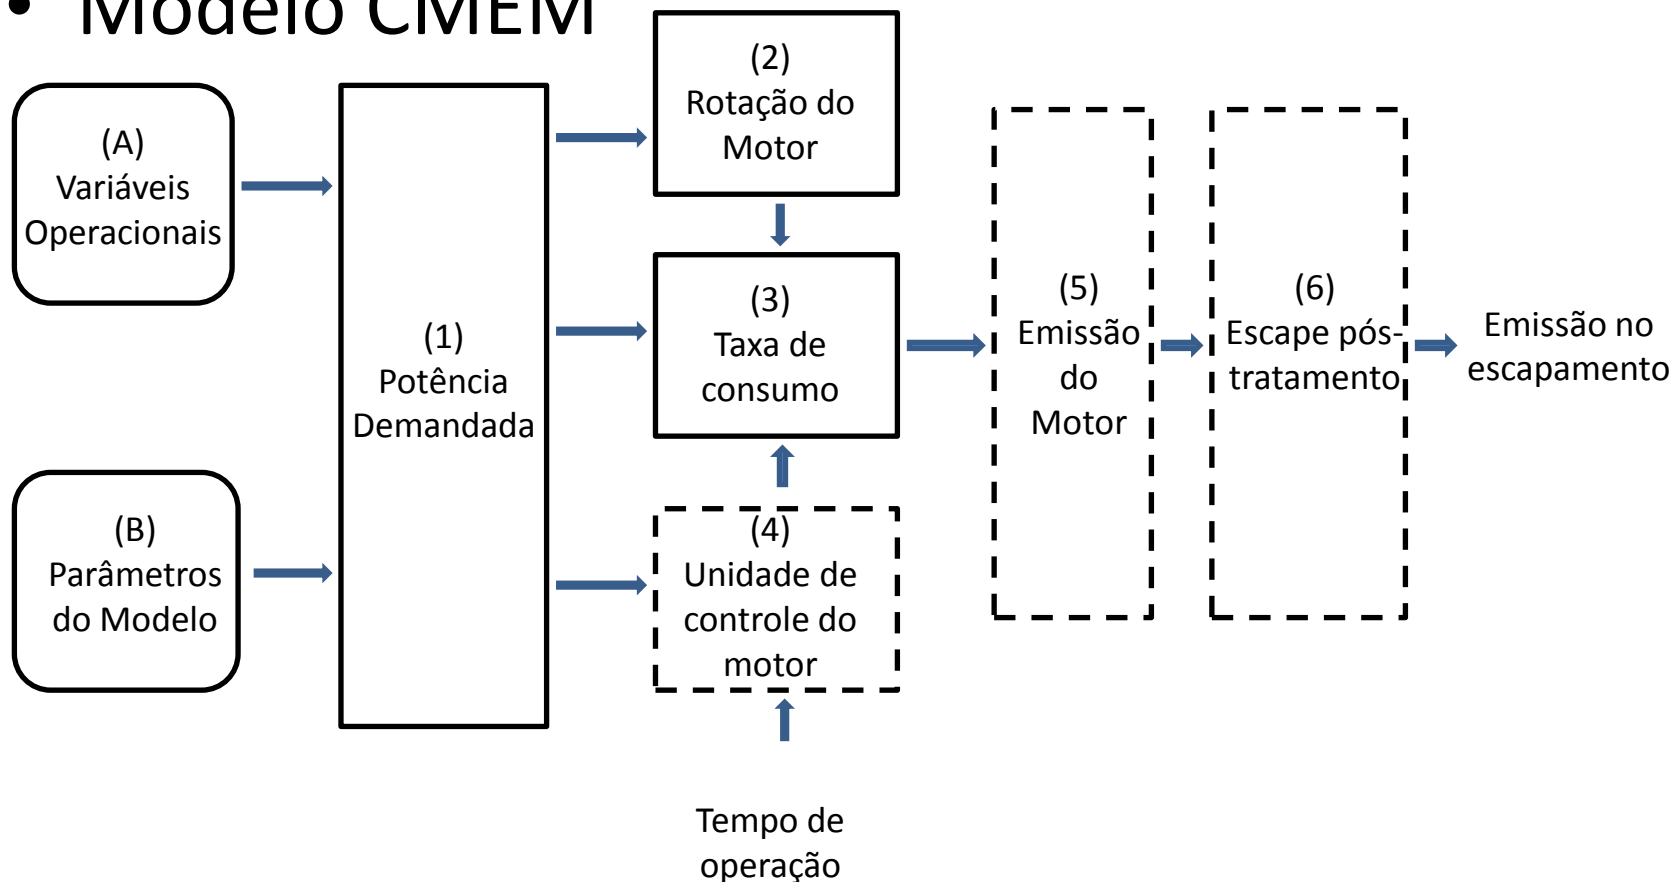 • Modelo CMEM
(A)
Variáveis
Operacionais
(B)
Parâmetros
do Modelo
(1)
Potência
Demandada
(2)
Rotação do
Motor
(3)
Taxa de
consumo
(4)
Unidade de
controle do
motor
Tempo de
operação
(5)
Emissão
do
Motor
(6)
Escape pós-
tratamento
Emissão no
escapamento